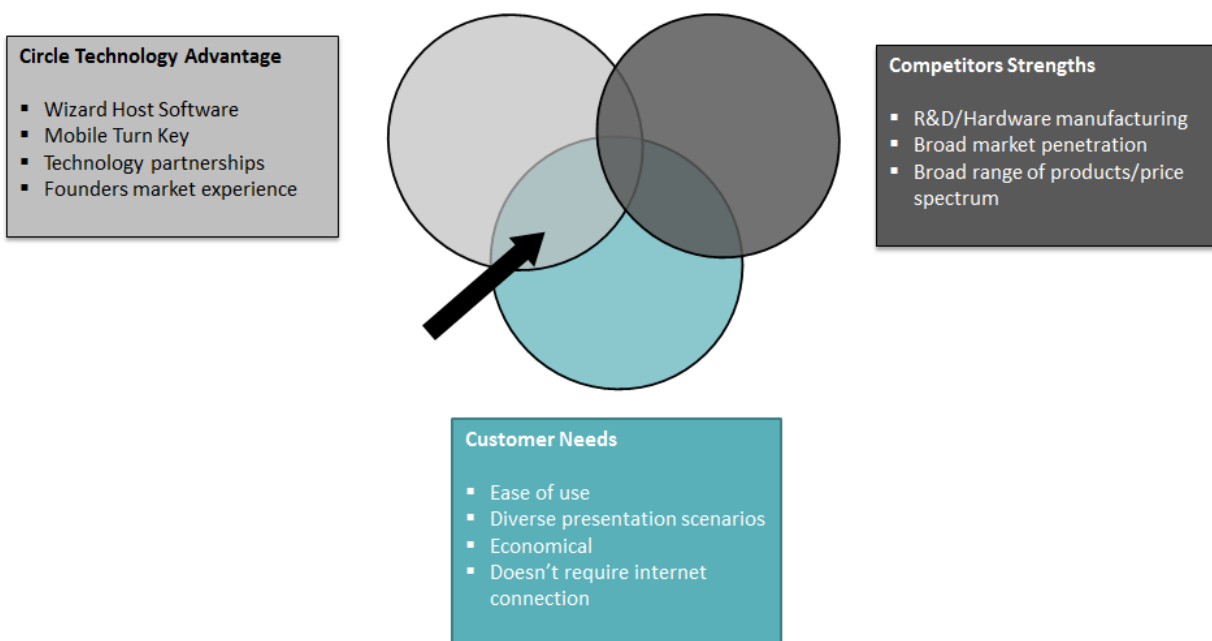 Circle Technology Advantage
▪ Wizard Host Software
▪ Mobile Turn Key
▪ Technology partnerships
▪ Founders market experience
Competitors Strengths
▪ R&D/Hardware manufacturing
▪ Broad market penetration
▪ Broad range of products/price
spectrum
Customer Needs
▪ Ease of use
▪ Diverse presentation scenarios
▪ Economical
▪ Doesn’t require internet
connection